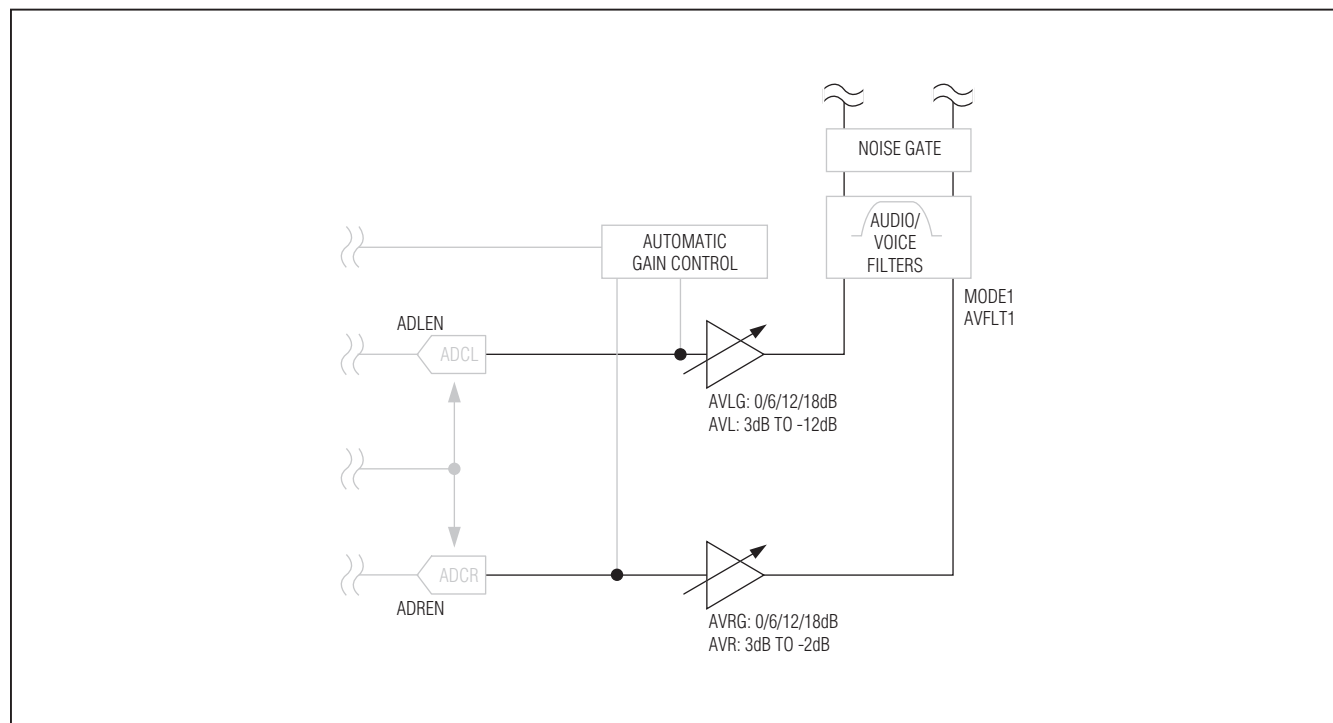 NOISE GATE
AUDIO/
VOICE
FILTERS
AUTOMATIC
GAIN CONTROL
MODE1
AVFLT1
ADLEN
ADCL
AVLG: 0/6/12/18dB
AVL: 3dB TO -12dB
ADCR
ADREN
AVRG: 0/6/12/18dB
AVR: 3dB TO -2dB